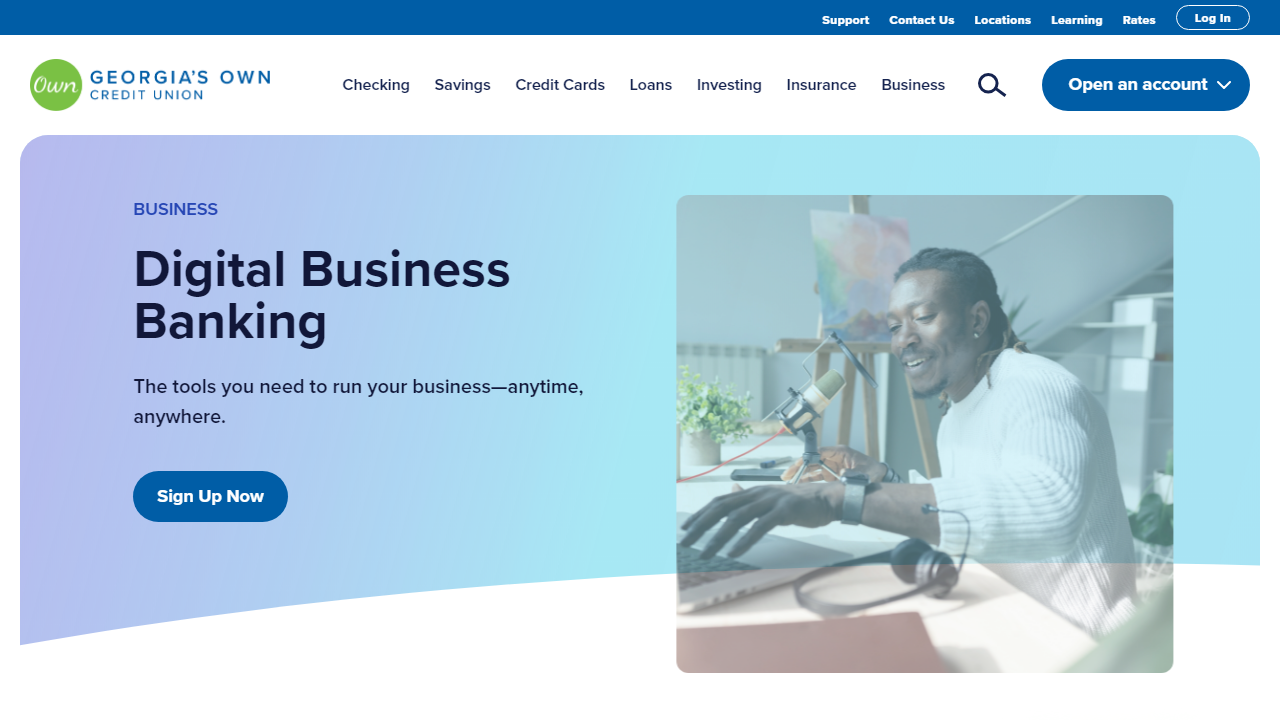 Support Contact Us Locations Learning Rates Log In
Own GEORGIA'S OWN
CREDIT UNION
Checking Savings Credit Cards Loans Investing Insurance Business Open an account
BUSINESS
Digital Business
Banking
The tools you need to run your business—anytime,
anywhere.
Sign Up Now